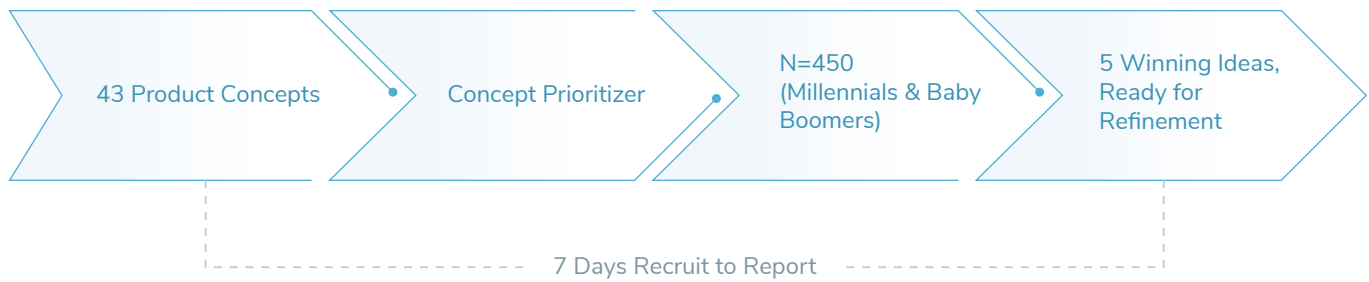 43 Product Concepts
Concept Prioritizer
N=450
(Millennials & Baby
Boomers)
5 Winning Ideas,
Ready for
Refinement
7 Days Recruit to Report